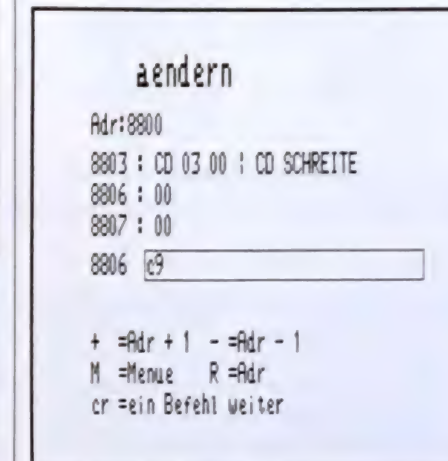 aendern
Adr:8800
8803 : CD 03 00 : CD SCHREITE
8806 : 00
8807 : 00
8806 c9
+ =Adr + 1 - =Adr - 1
M =Menue R =Adr
cr =ein Befehl weiter